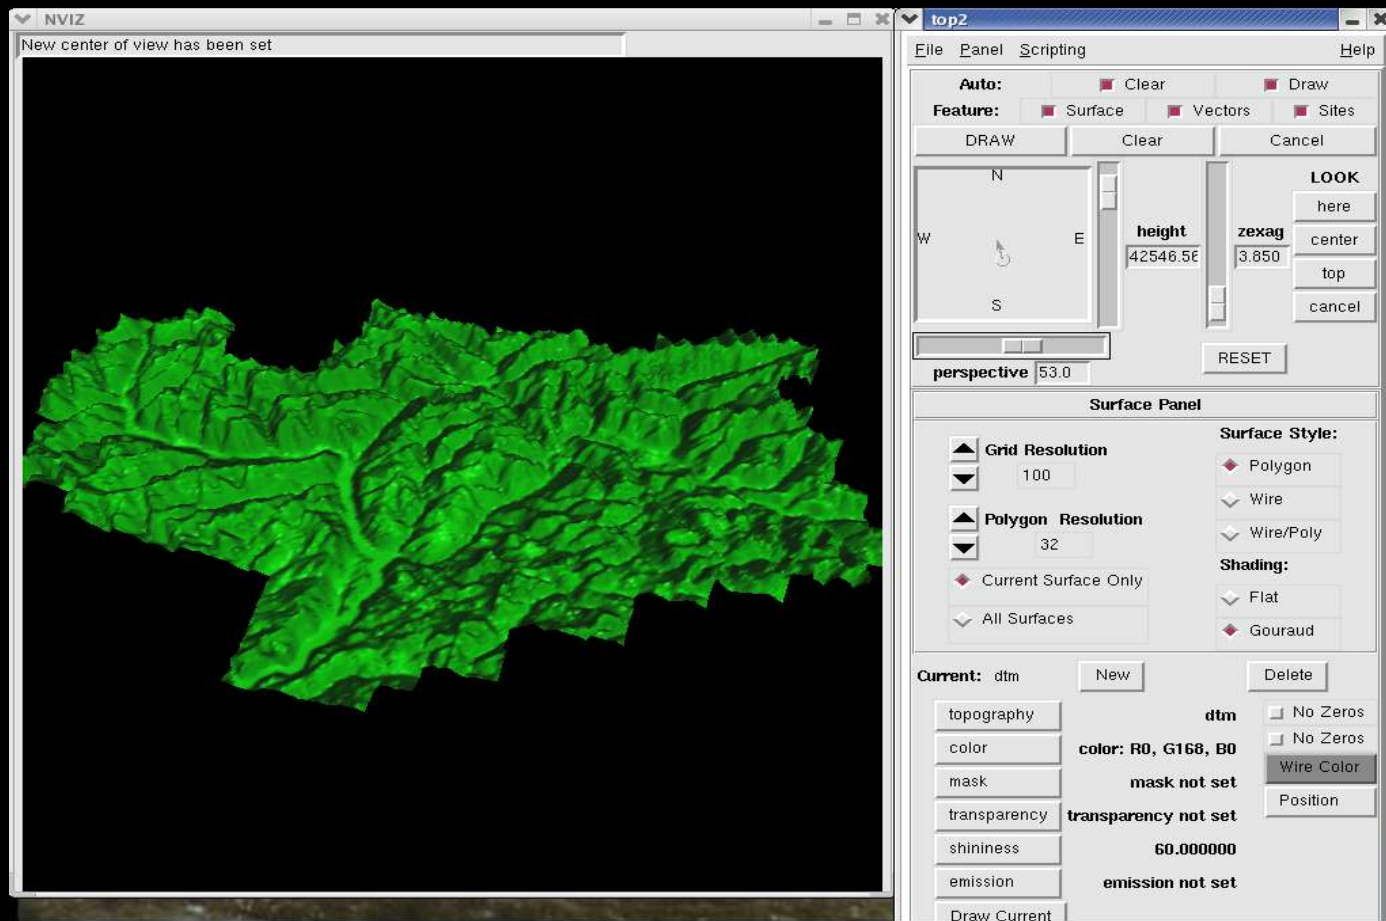 NVIZ
New center of view has been set
top2
File Panel Scripting Help
Auto: Clear Draw
Feature: Surface Vectors Sites
DRAW Clear Cancel
N
W E
S
height
42546.56
zexag
3.850
LOOK
here
center
top
cancel
perspective 53.0
RESET
Surface Panel
Grid Resolution
100
Polygon Resolution
32
Current Surface Only
All Surfaces
Surface Style:
Polygon
Wire
Wire/Poly
Shading:
Flat
Gouraud
Current: dtm New Delete
topography dtm No Zeros
color color: R0, G168, B0 No Zeros
mask mask not set Wire Color
transparency transparency not set Position
shininess 60.000000
emission emission not set
Draw Current